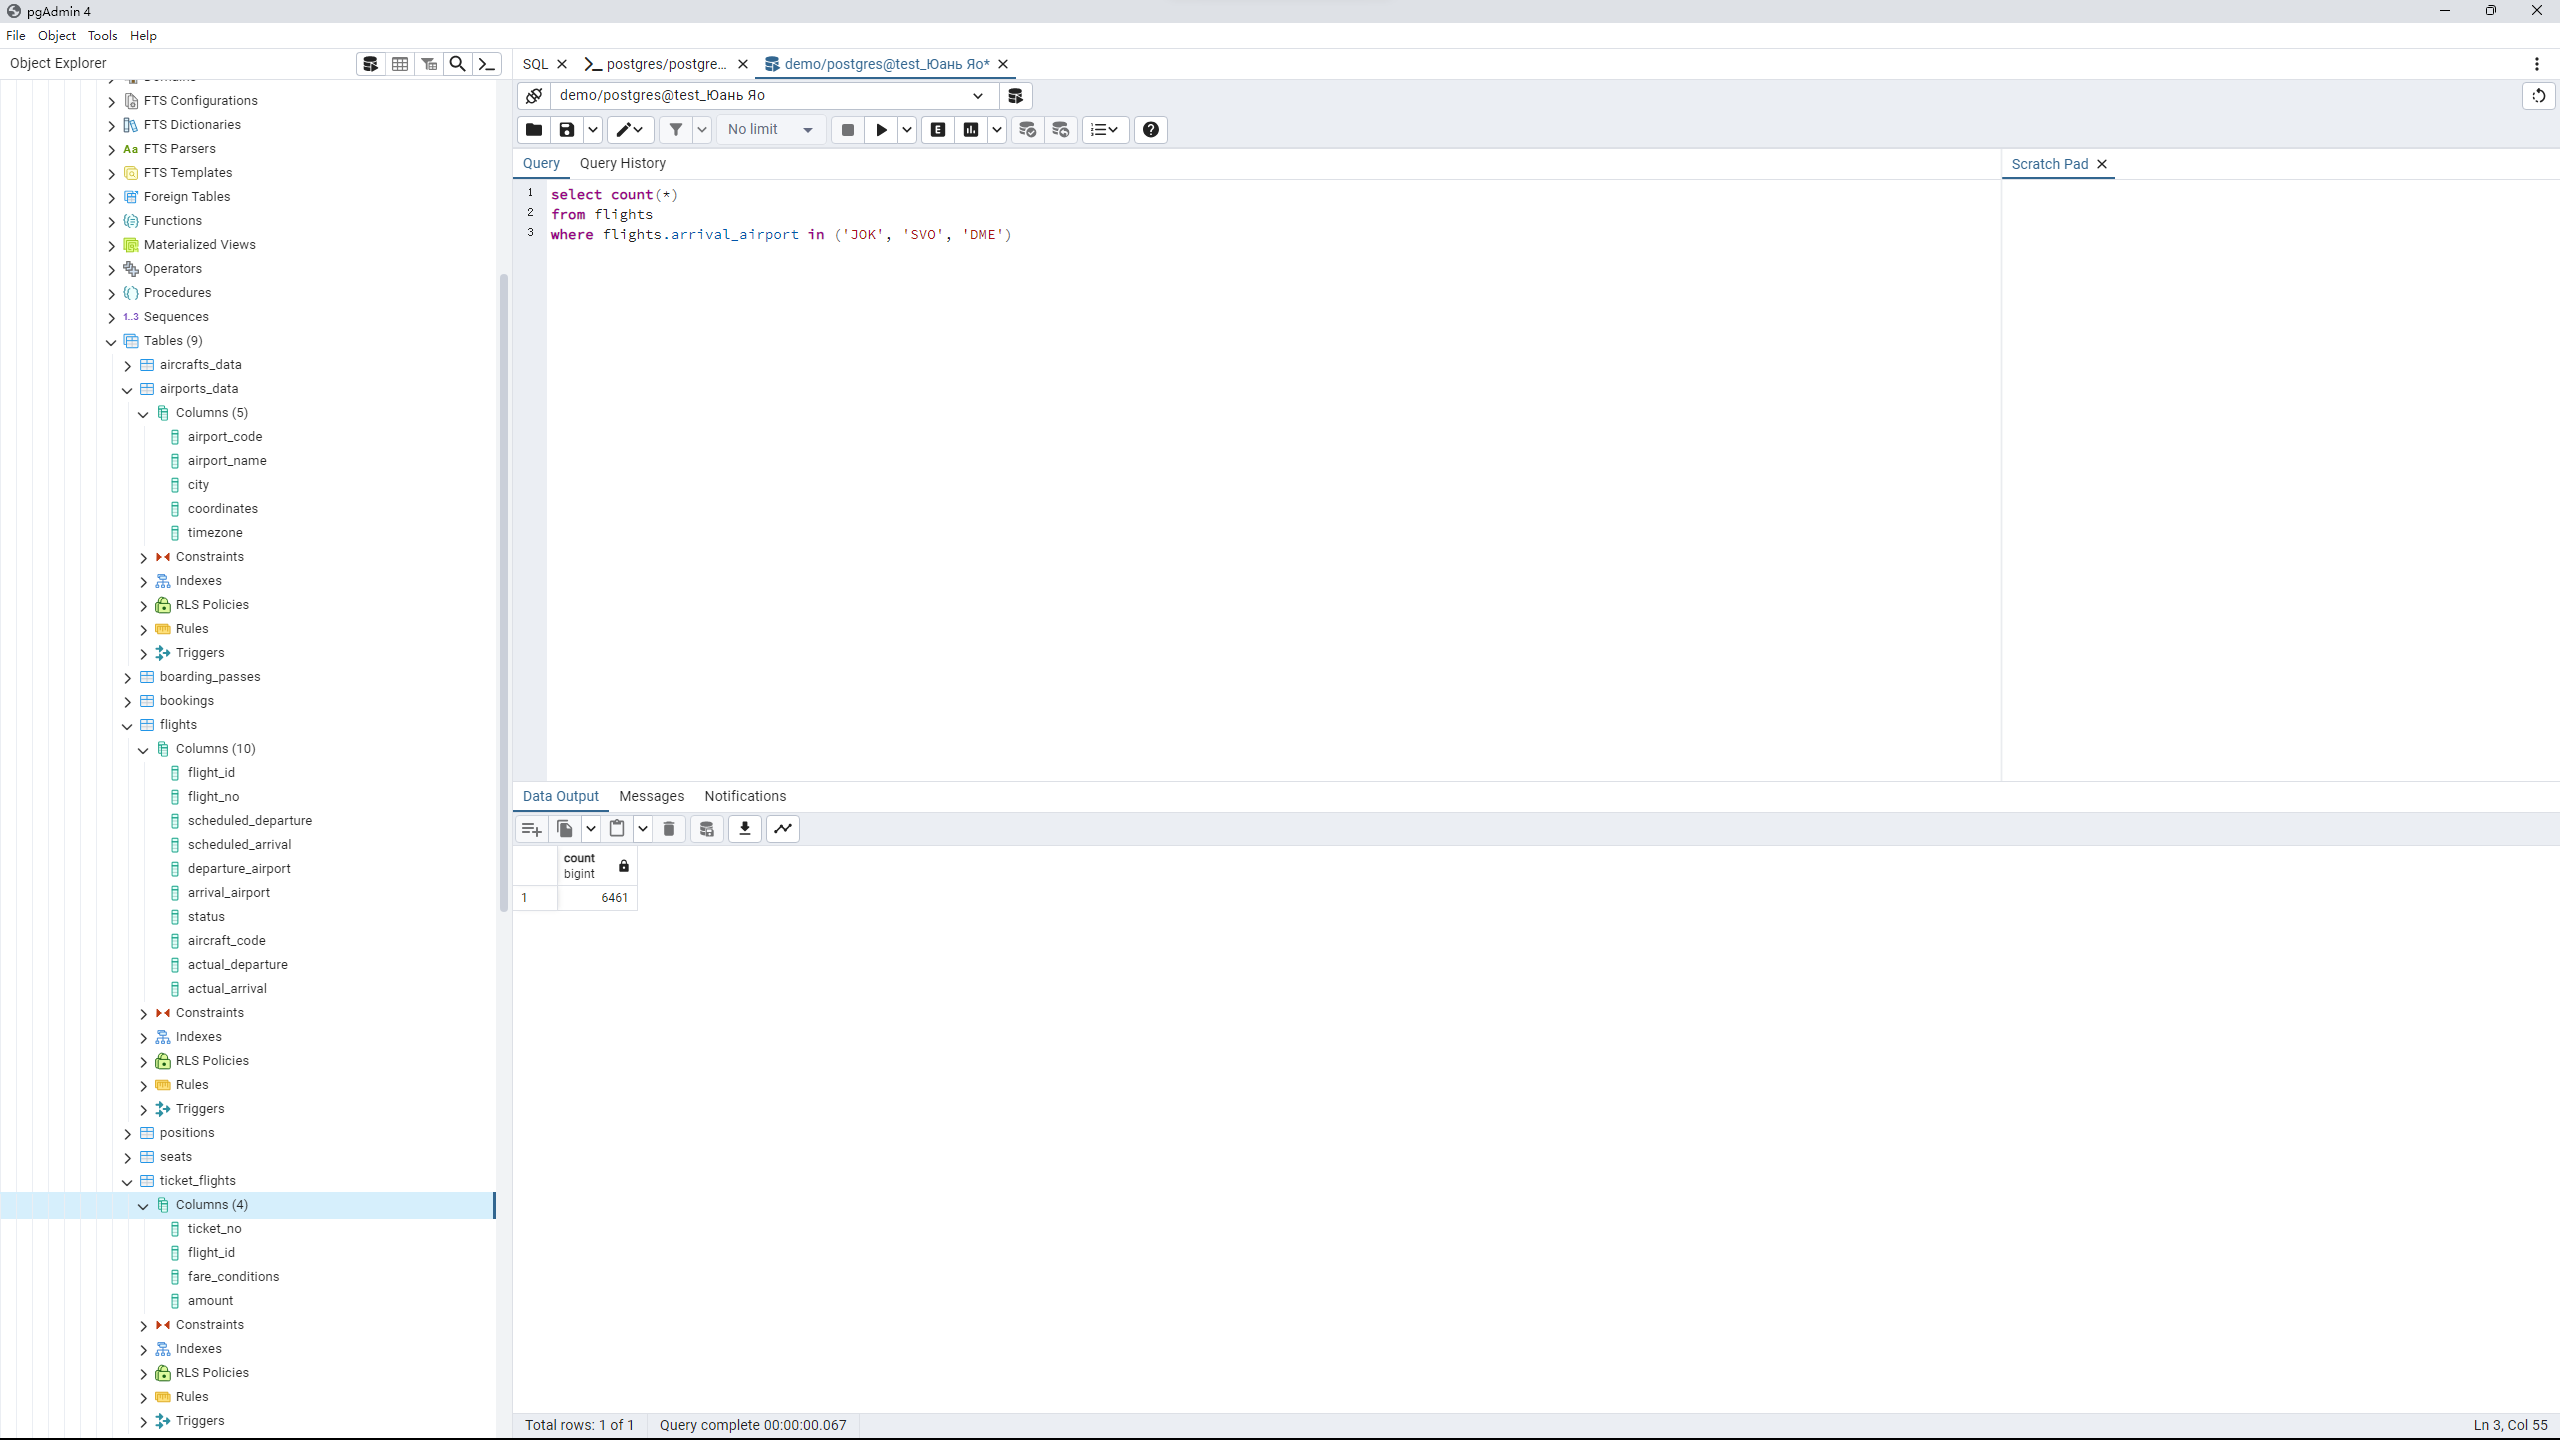 pgAdmin 4
File Object Tools Help
Object Explorer
FTS Configurations
FTS Dictionaries
Aa FTS Parsers
FTS Templates
Foreign Tables
Functions
Materialized Views
Operators
Procedures
1..3 Sequences
Tables (9)
aircrafts_data
airports_data
Columns (5)
airport_code
airport_name
city
coordinates
timezone
Constraints
Indexes
RLS Policies
Rules
Triggers
boarding_passes
bookings
flights
Columns (10)
flight_id
flight_no
scheduled_departure
scheduled_arrival
departure_airport
arrival_airport
status
aircraft_code
actual_departure
actual_arrival
Constraints
Indexes
RLS Policies
Rules
Triggers
positions
seats
ticket_flights
Columns (4)
ticket_no
flight_id
fare_conditions
amount
Constraints
Indexes
RLS Policies
Rules
Triggers
SQL postgres/postgre... demo/postgres@test_Юань Яо*
demo/postgres@test_Юань Яо
No limit E
Query Query History
1 select count(*)
2 from flights
3 where flights.arrival_airport in ('JOK', 'SVO', 'DME')
Scratch Pad
Data Output Messages Notifications
count
bigint
1 6461
Total rows: 1 of 1 Query complete 00:00:00.067
Ln 3, Col 55